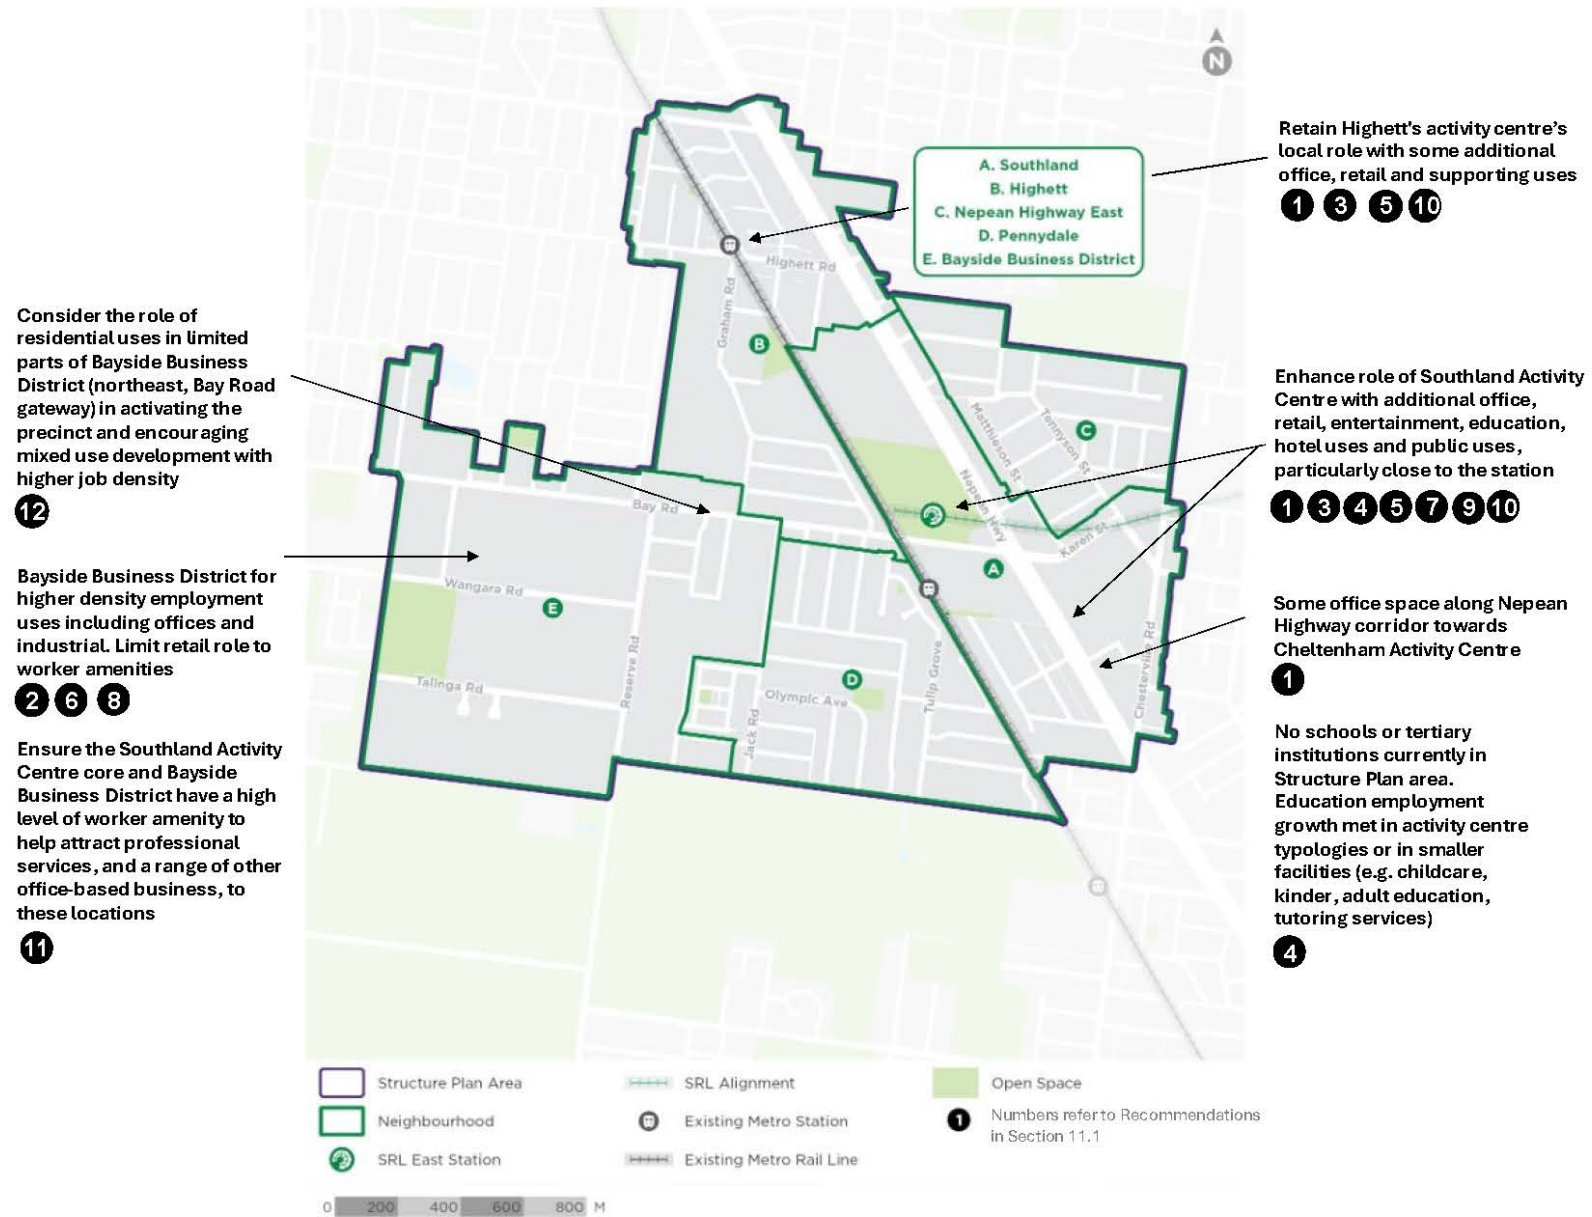 N
Retain Highett's activity centre's
local role with some additional
office, retail and supporting uses
1 3 5 10
A. Southland
B. Highett
C. Nepean Highway East
D. Pennydale
E. Bayside Business District
Consider the role of
residential uses in limited
parts of Bayside Business
District (northeast, Bay Road
gateway) in activating the
precinct and encouraging
mixed use development with
higher job density
12
Bayside Business District for
higher density employment
uses including offices and
industrial. Limit retail role to
worker amenities
2 6 8
Ensure the Southland Activity
Centre core and Bayside
Business District have a high
level of worker amenity to
help attract professional
services, and a range of other
office-based business, to
these locations
11
Highett Rd
Graham Rd
B
C
Matthieson St
Tennyson St
Nepean Hwy
Karen St
Bay Rd
A
Wangara Rd
E
Reserve Rd
Talinga Rd
D
Olympic Ave
Jack Rd
Tulip Grove
Chesterville Rd
Enhance role of Southland Activity
Centre with additional office,
retail, entertainment, education,
hotel uses and public uses,
particularly close to the station
1 3 4 5 7 9 10
Some office space along Nepean
Highway corridor towards
Cheltenham Activity Centre
1
No schools or tertiary
institutions currently in
Structure Plan area.
Education employment
growth met in activity centre
typologies or in smaller
facilities (e.g. childcare,
kinder, adult education,
tutoring services)
4
Structure Plan Area
Neighbourhood
SRL East Station
SRL Alignment
Existing Metro Station
Existing Metro Rail Line
Open Space
1 Numbers refer to Recommendations
in Section 11.1
0 200 400 600 800 M